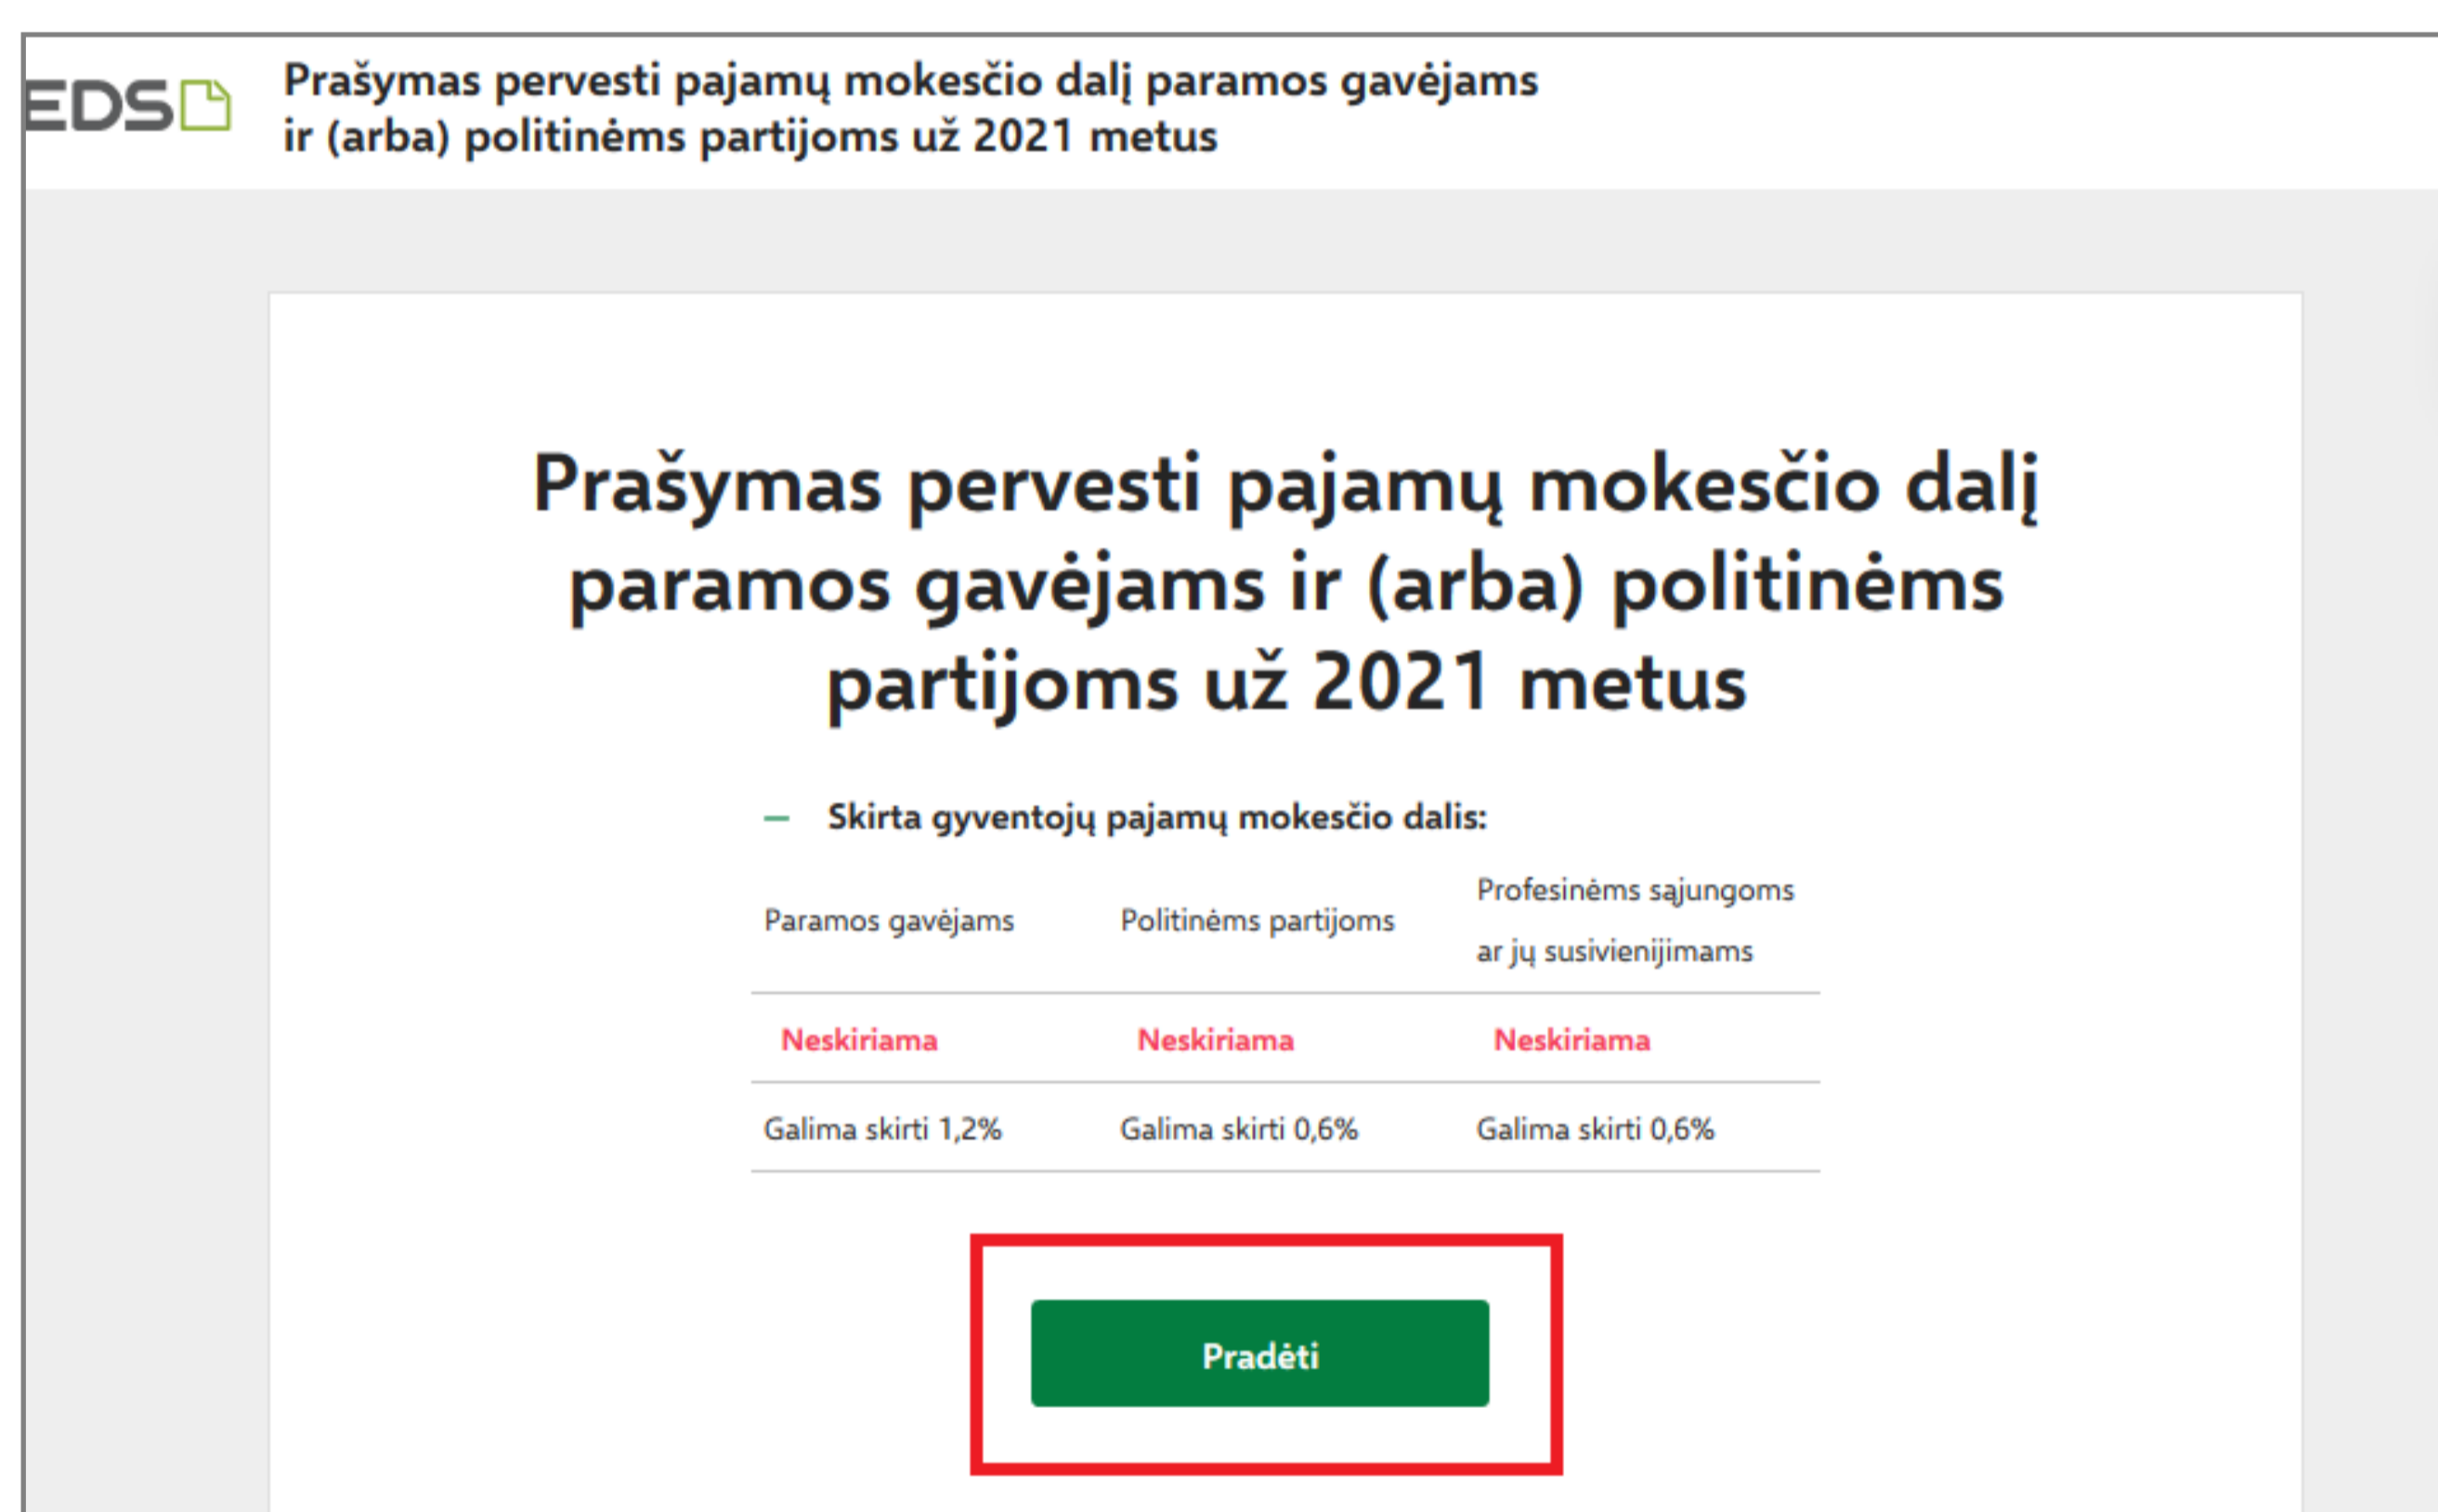 EDS
Prašymas pervesti pajamų mokesčio dalį paramos gavėjams
ir (arba) politinėms partijoms už 2021 metus
Prašymas pervesti pajamų mokesčio dalį
paramos gavėjams ir (arba) politinėms
partijoms už 2021 metus
– Skirta gyventojų pajamų mokesčio dalis:
Paramos gavėjams
Politinėms partijoms
Profesinėms sąjungoms
ar jų susivienijimams
Neskiriama Neskiriama Neskiriama
Galima skirti 1,2% Galima skirti 0,6% Galima skirti 0,6%
Pradėti